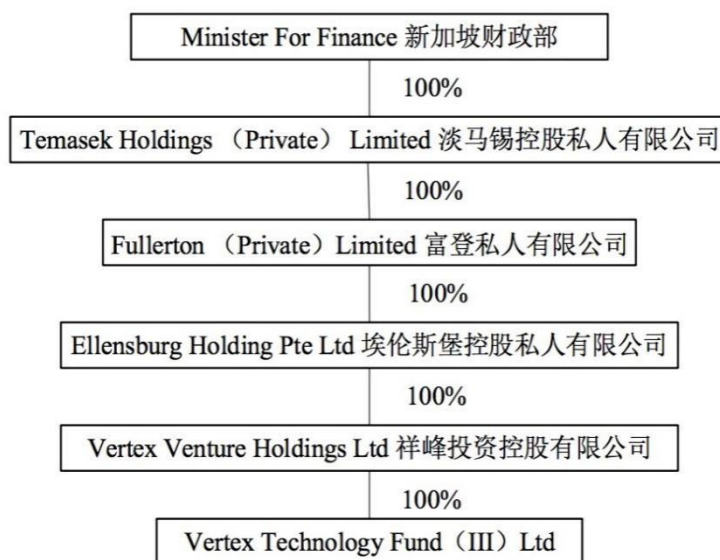 Minister For Finance 新加坡财政部
100%
Temasek Holdings （Private） Limited 淡马锡控股私人有限公司
100%
Fullerton （Private）Limited 富登私人有限公司
100%
Ellensburg Holding Pte Ltd 埃伦斯堡控股私人有限公司
100%
Vertex Venture Holdings Ltd 祥峰投资控股有限公司
100%
Vertex Technology Fund（III）Ltd